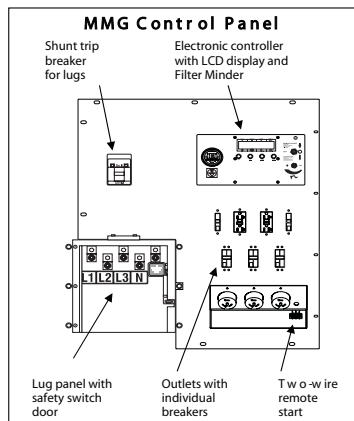 MMG Control Panel
Shunt trip
breaker
for lugs
Electronic controller
with LCD display and
Filter Minder
L1 L2 L3 N
Lug panel with
safety switch
door
Outlets with
individual
breakers
Two-wire
remote
start